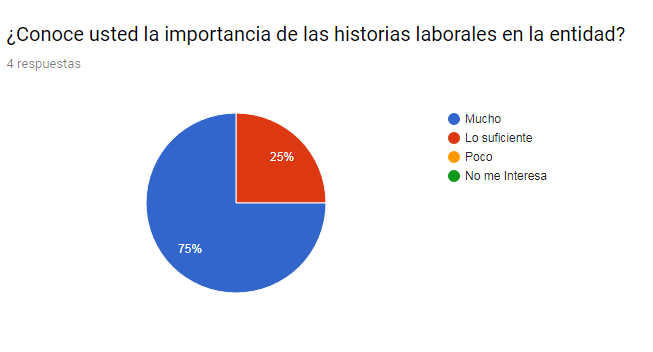 ¿Conoce usted la importancia de las historias laborales en la entidad?
4 respuestas
Mucho
Lo suficiente
Poco
No me Interesa
25%
75%